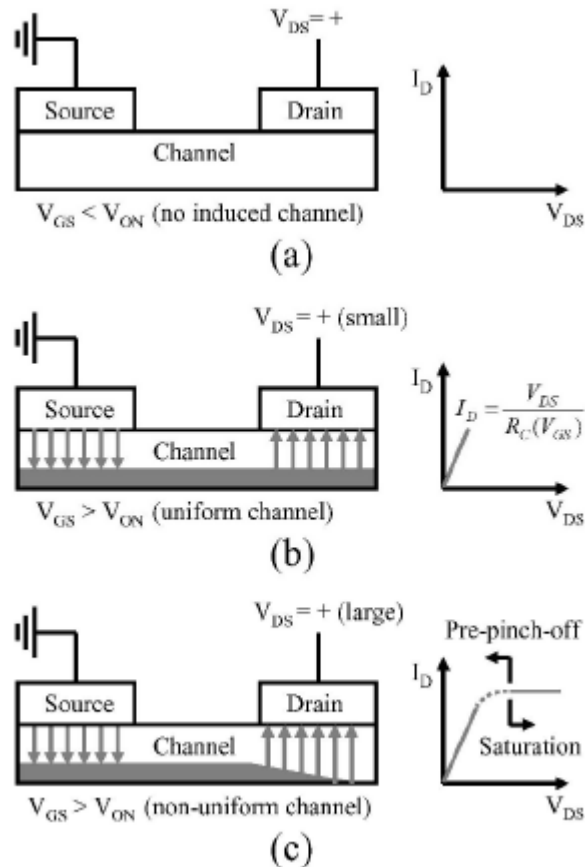 V_DS = +
Source
Drain
Channel
V_GS < V_ON (no induced channel)
I_D
V_DS
(a)
V_DS = + (small)
Source
Drain
Channel
V_GS > V_ON (uniform channel)
I_D
I_D = V_DS / R_C(V_GS)
V_DS
(b)
V_DS = + (large)
Source
Drain
Channel
V_GS > V_ON (non-uniform channel)
Pre-pinch-off
I_D
Saturation
V_DS
(c)